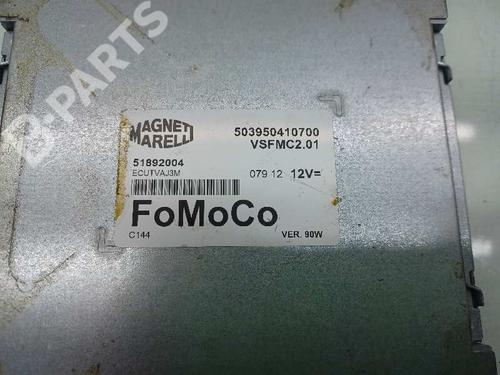 B-PARTS
MAGNETI MARELLI
503950410700
VSFMC2.01
51892004
ECUTVAJ3M
079 12 12V=
FoMoCo
C144
VER. 90W